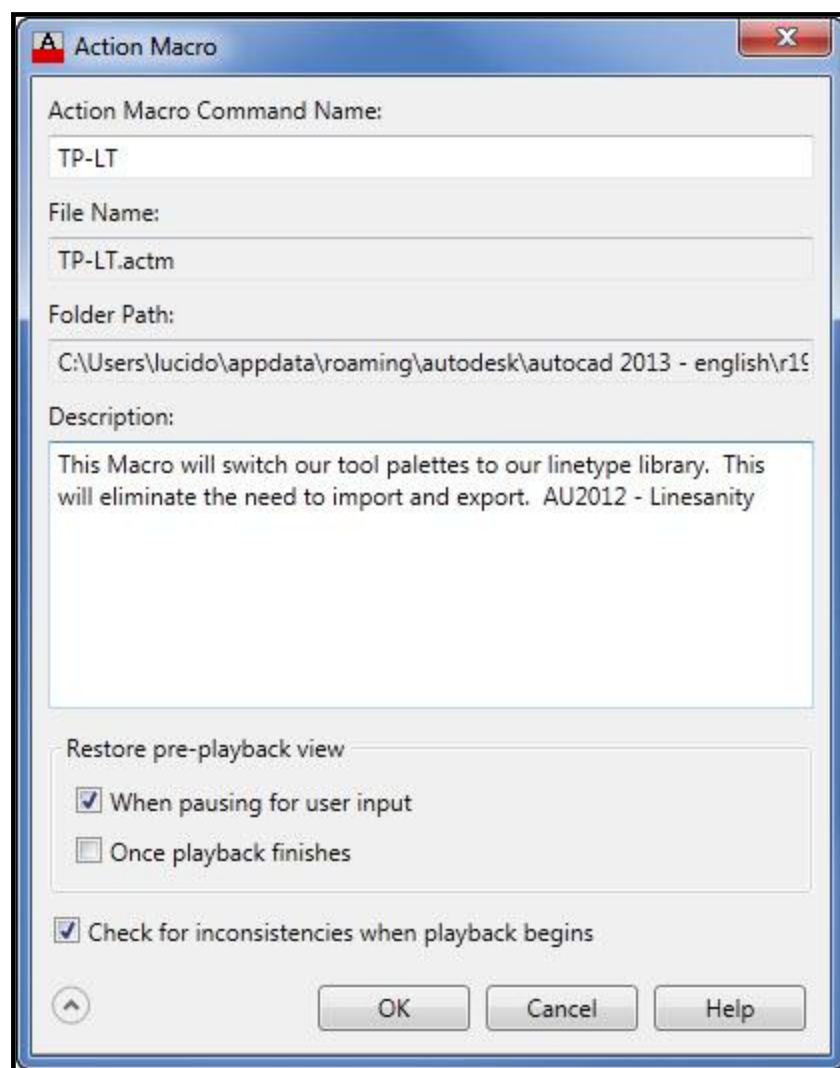 Action Macro
Action Macro Command Name:
TP-LT
File Name:
TP-LT.actm
Folder Path:
C:\Users\lucido\appdata\roaming\autodesk\autocad 2013 - english\r19
Description:
This Macro will switch our tool palettes to our linetype library.  This
will eliminate the need to import and export.  AU2012 - Linesanity
Restore pre-playback view
When pausing for user input
Once playback finishes
Check for inconsistencies when playback begins
OK Cancel Help